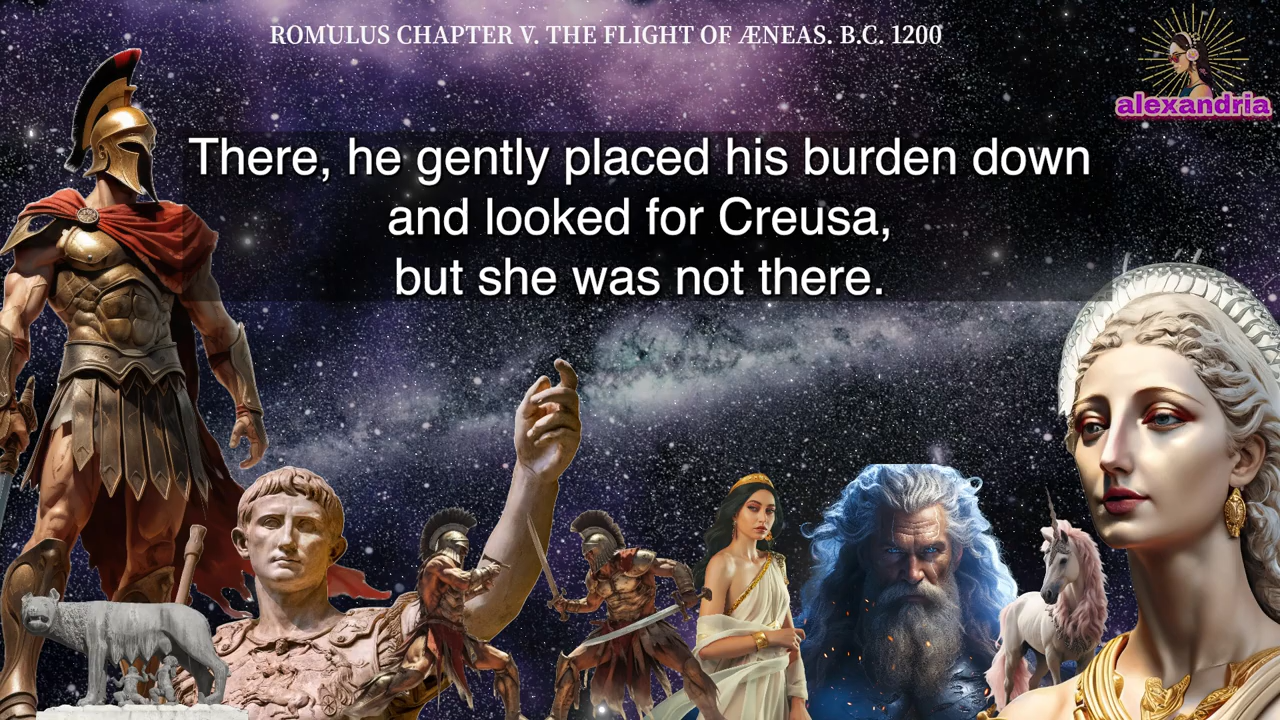 ROMULUS CHAPTER V. THE FLIGHT OF ÆNEAS. B.C. 1200
alexandria
There, he gently placed his burden down
and looked for Creusa,
but she was not there.